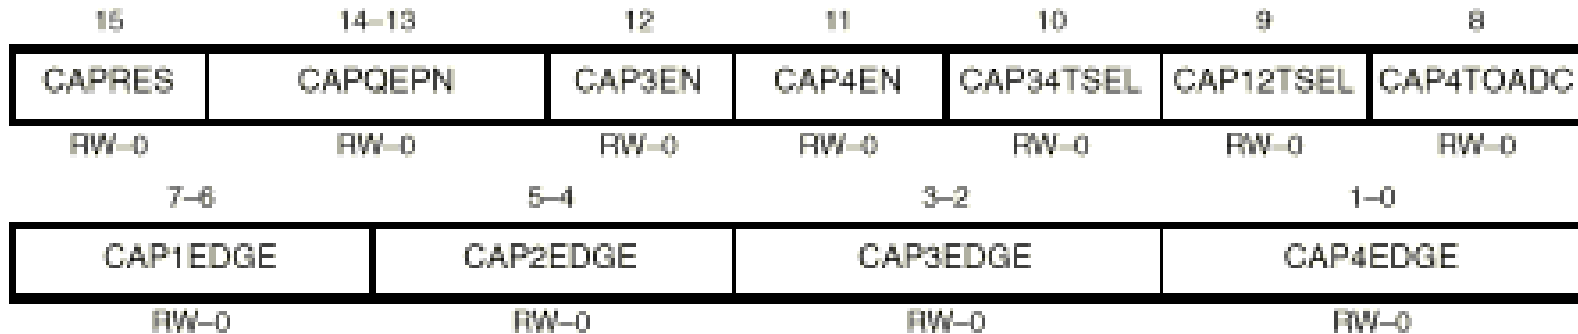 15 14–13 12 11 10 9 8
CAPRES CAPQEPN CAP3EN CAP4EN CAP34TSEL CAP12TSEL CAP4TOADC
RW–0 RW–0 RW–0 RW–0 RW–0 RW–0 RW–0
7–6 5–4 3–2 1–0
CAP1EDGE CAP2EDGE CAP3EDGE CAP4EDGE
RW–0 RW–0 RW–0 RW–0